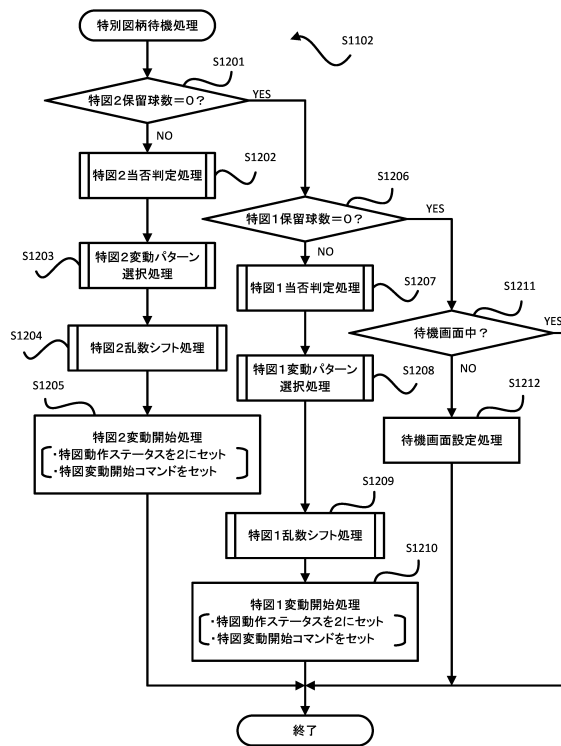 特別図柄待機処理
S1102
S1201
特図2保留球数=0?
YES
NO
S1202
特図2当否判定処理
S1206
特図1保留球数=0?
YES
NO
S1203
特図2変動パターン
選択処理
S1207
特図1当否判定処理
S1211
待機画面中?
YES
NO
S1204
特図2乱数シフト処理
S1208
特図1変動パターン
選択処理
S1205
特図2変動開始処理
・特図動作ステータスを2にセット
・特図変動開始コマンドをセット
S1212
待機画面設定処理
S1209
特図1乱数シフト処理
S1210
特図1変動開始処理
・特図動作ステータスを2にセット
・特図変動開始コマンドをセット
終了